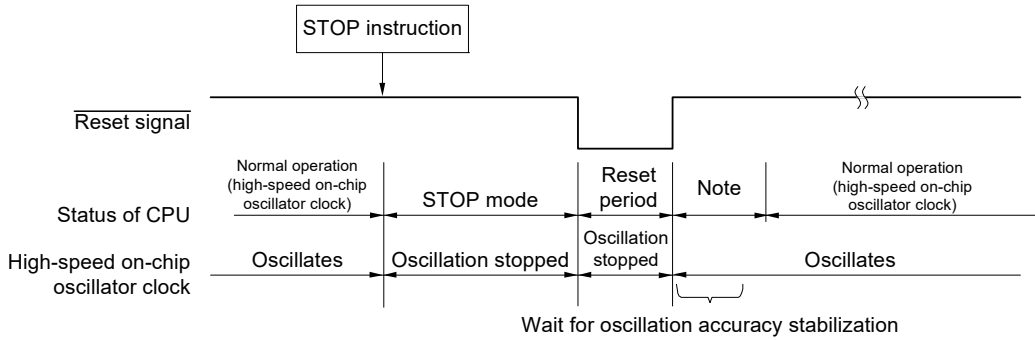 STOP instruction
Reset signal
Status of CPU
Normal operation
(high-speed on-chip
oscillator clock)
STOP mode
Reset
period
Note
Normal operation
(high-speed on-chip
oscillator clock)
High-speed on-chip
oscillator clock
Oscillates
Oscillation stopped
Oscillation
stopped
Oscillates
Wait for oscillation accuracy stabilization